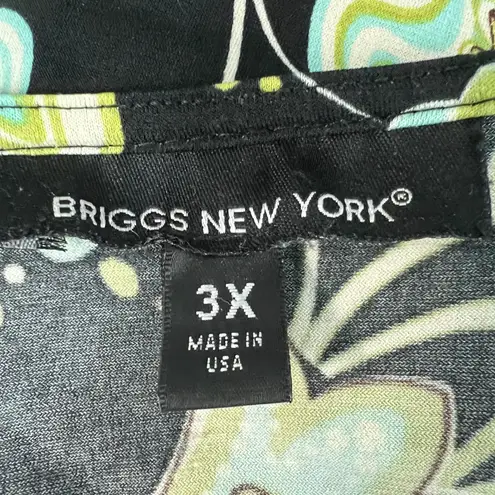 BRIGGS NEW YORK®
3X
MADE IN
USA